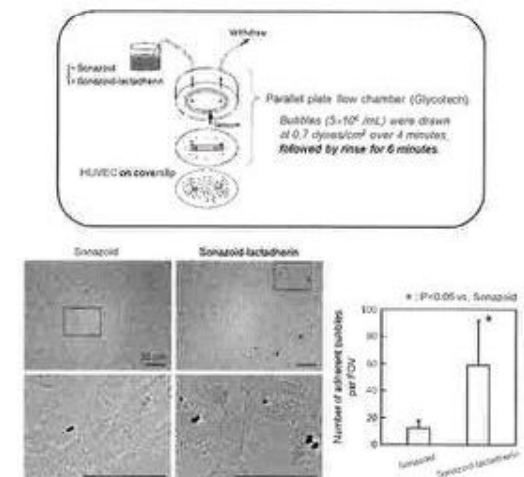 Withdraw
Sonazoid
Sonazoid-lactadherin
Parallel plate flow chamber (Glycotech)
Bubbles (5×10⁶ /mL) were drawn
at 0.7 dynes/cm² over 4 minutes,
followed by rinse for 6 minutes.
HUVEC on coverslip
Sonazoid
Sonazoid-lactadherin
* : P<0.05 vs. Sonazoid
Number of adherent bubbles
per FOV
100
80
60
40
20
0
*
Sonazoid
Sonazoid-lactadherin